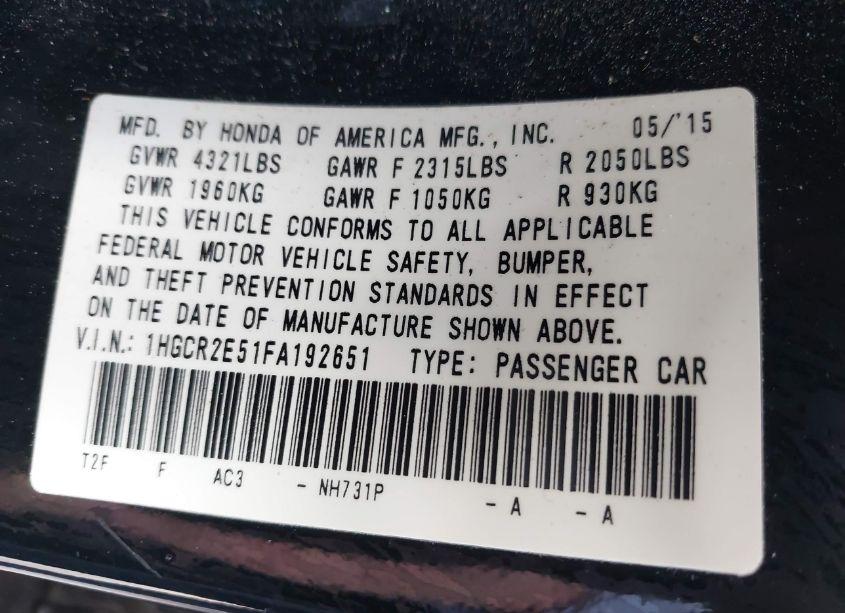 MFD. BY HONDA OF AMERICA MFG., INC. 05/'15
GVWR 4321LBS GAWR F 2315LBS R 2050LBS
GVWR 1960KG GAWR F 1050KG R 930KG
THIS VEHICLE CONFORMS TO ALL APPLICABLE
FEDERAL MOTOR VEHICLE SAFETY, BUMPER,
AND THEFT PREVENTION STANDARDS IN EFFECT
ON THE DATE OF MANUFACTURE SHOWN ABOVE.
V.I.N.: 1HGCR2E51FA192651 TYPE: PASSENGER CAR
T2F F AC3 - NH731P - A - A